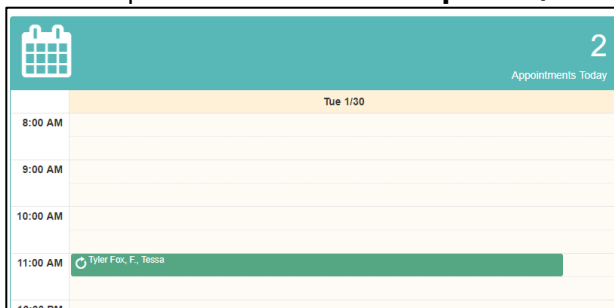 2
Appointments Today
Tue 1/30
8:00 AM
9:00 AM
10:00 AM
11:00 AM Tyler Fox, F., Tessa